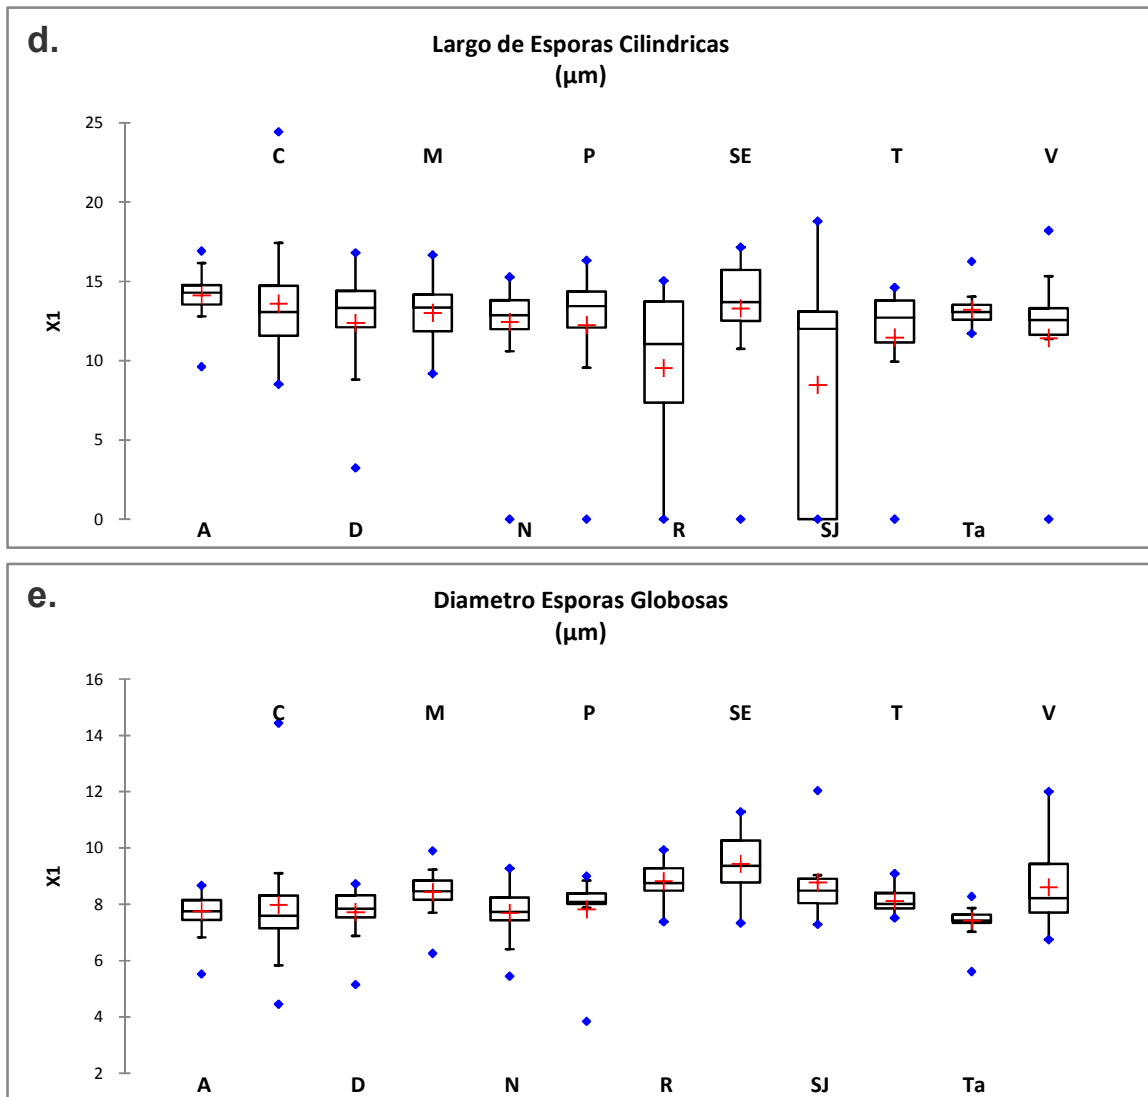 d.
Largo de Esporas Cilindricas
(µm)
25
C M P SE T V
20
15
X1
10
5
0
A D N R SJ Ta
e.
Diametro Esporas Globosas
(µm)
16
C M P SE T V
14
12
10
X1
8
6
4
2
A D N R SJ Ta